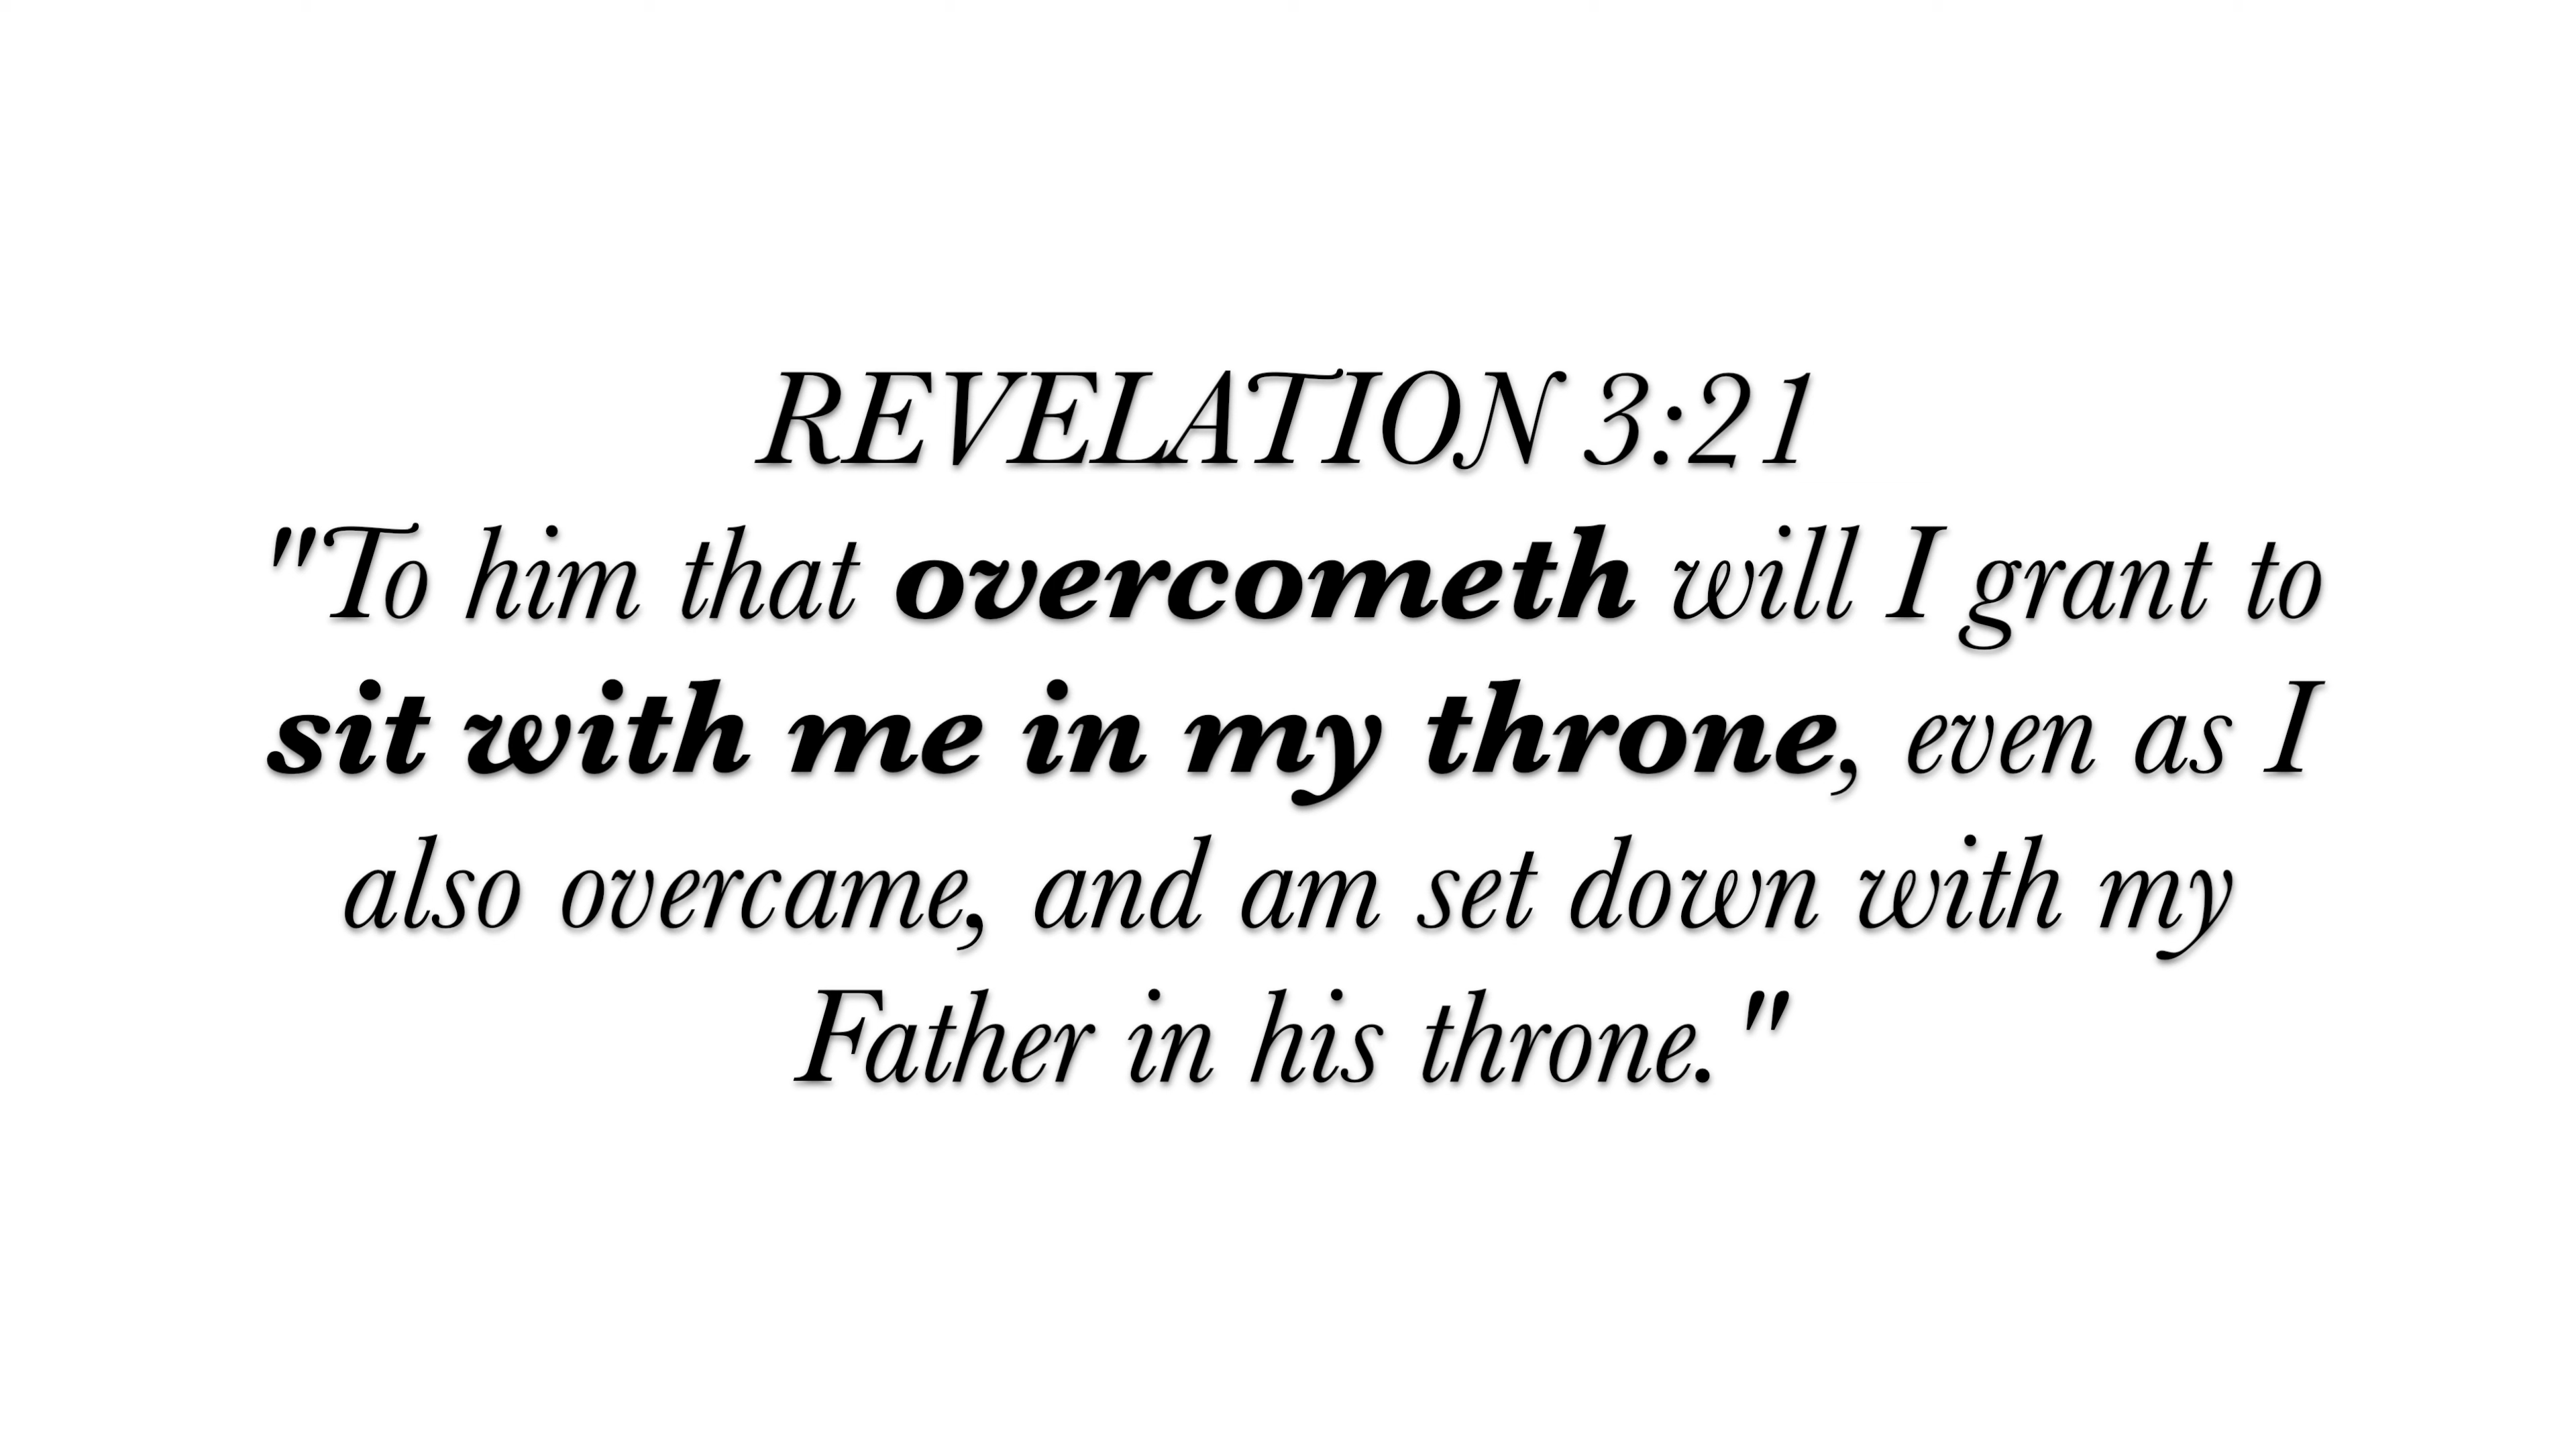 REVELATION 3:21
"To him that overcometh will I grant to
sit with me in my throne, even as I
also overcame, and am set down with my
Father in his throne."